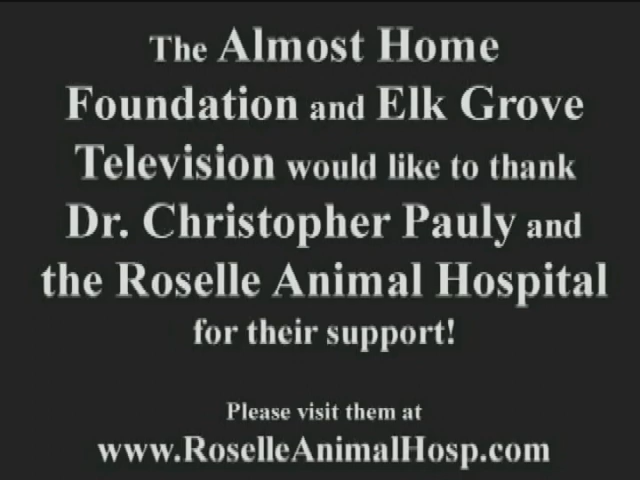 The Almost Home
Foundation and Elk Grove
Television would like to thank
Dr. Christopher Pauly and
the Roselle Animal Hospital
for their support!
Please visit them at
www.RoselleAnimalHosp.com